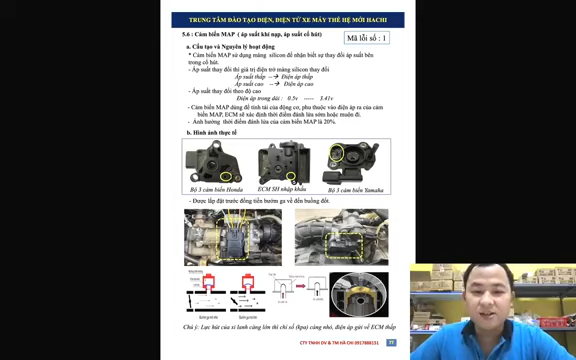 TRUNG TÂM ĐÀO TẠO ĐIỆN, ĐIỆN TỬ XE MÁY THẾ HỆ MỚI HACHI
5.6 : Cảm biến MAP ( áp suất khí nạp, áp suất cổ hút)
Mã lỗi số : 1
a. Cấu tạo và Nguyên lý hoạt động
* Cảm biến MAP sử dụng màng silicon để nhận biết sự thay đổi áp suất bên
trong cổ hút.
- Áp suất thay đổi thì giá trị điện trở màng silicon thay đổi
Áp suất thấp --→ Điện áp thấp
Áp suất cao --→ Điện áp cao
- Áp suất thay đổi theo độ cao
Điện áp trong dải : 0.5v ----- 3.41v
- Cảm biến MAP dùng để tính tải của động cơ, phụ thuộc vào điện áp ra của cảm
biến MAP, ECM sẽ xác định thời điểm đánh lửa sớm hoặc muộn đi.
- Ảnh hưởng thời điểm đánh lửa của cảm biến MAP là 20%.
b. Hình ảnh thực tế
Bộ 3 cảm biến Honda
ECM SH nhập khẩu
Bộ 3 cảm biến Yamaha
- Được lắp đặt trước đồng tiền bướm ga về đến buồng đốt.
Chú ý: Lực hút của xi lanh càng lớn thì chỉ số (kpa) càng nhỏ, điện áp gửi về ECM thấp
CTY TNHH DV & TM HÀ CHI-0917888151
77